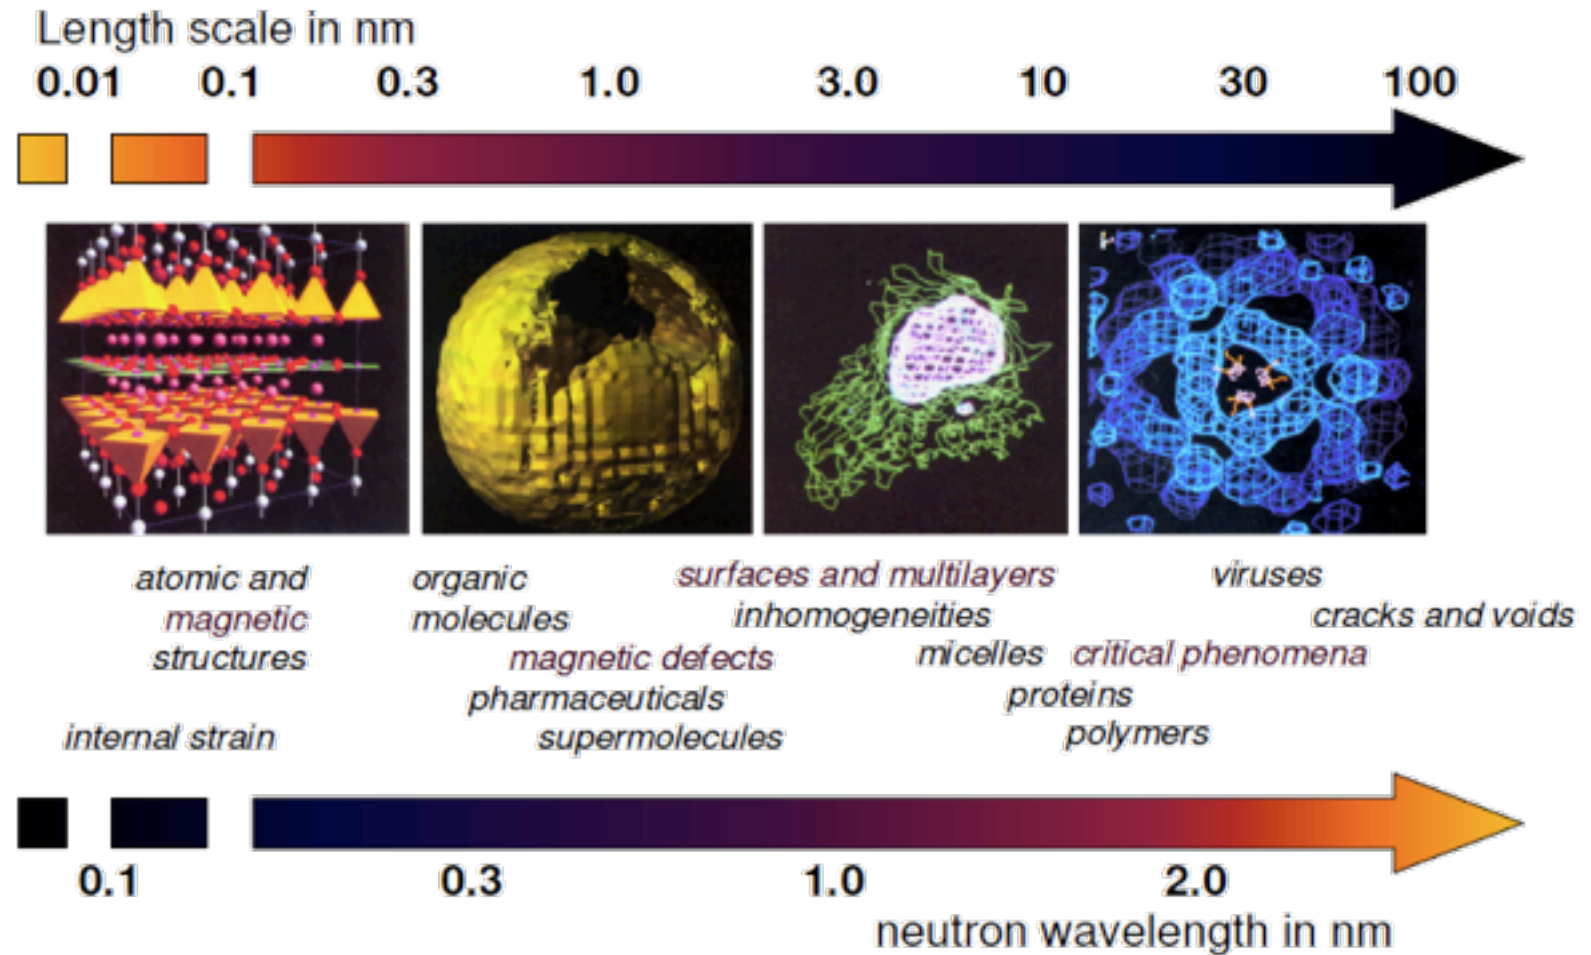 Length scale in nm
0.01 0.1 0.3 1.0 3.0 10 30 100
atomic and
magnetic
structures
internal strain
organic
molecules
magnetic defects
pharmaceuticals
supermolecules
surfaces and multilayers
inhomogeneities
micelles
proteins
polymers
critical phenomena
viruses
cracks and voids
0.1 0.3 1.0 2.0
neutron wavelength in nm